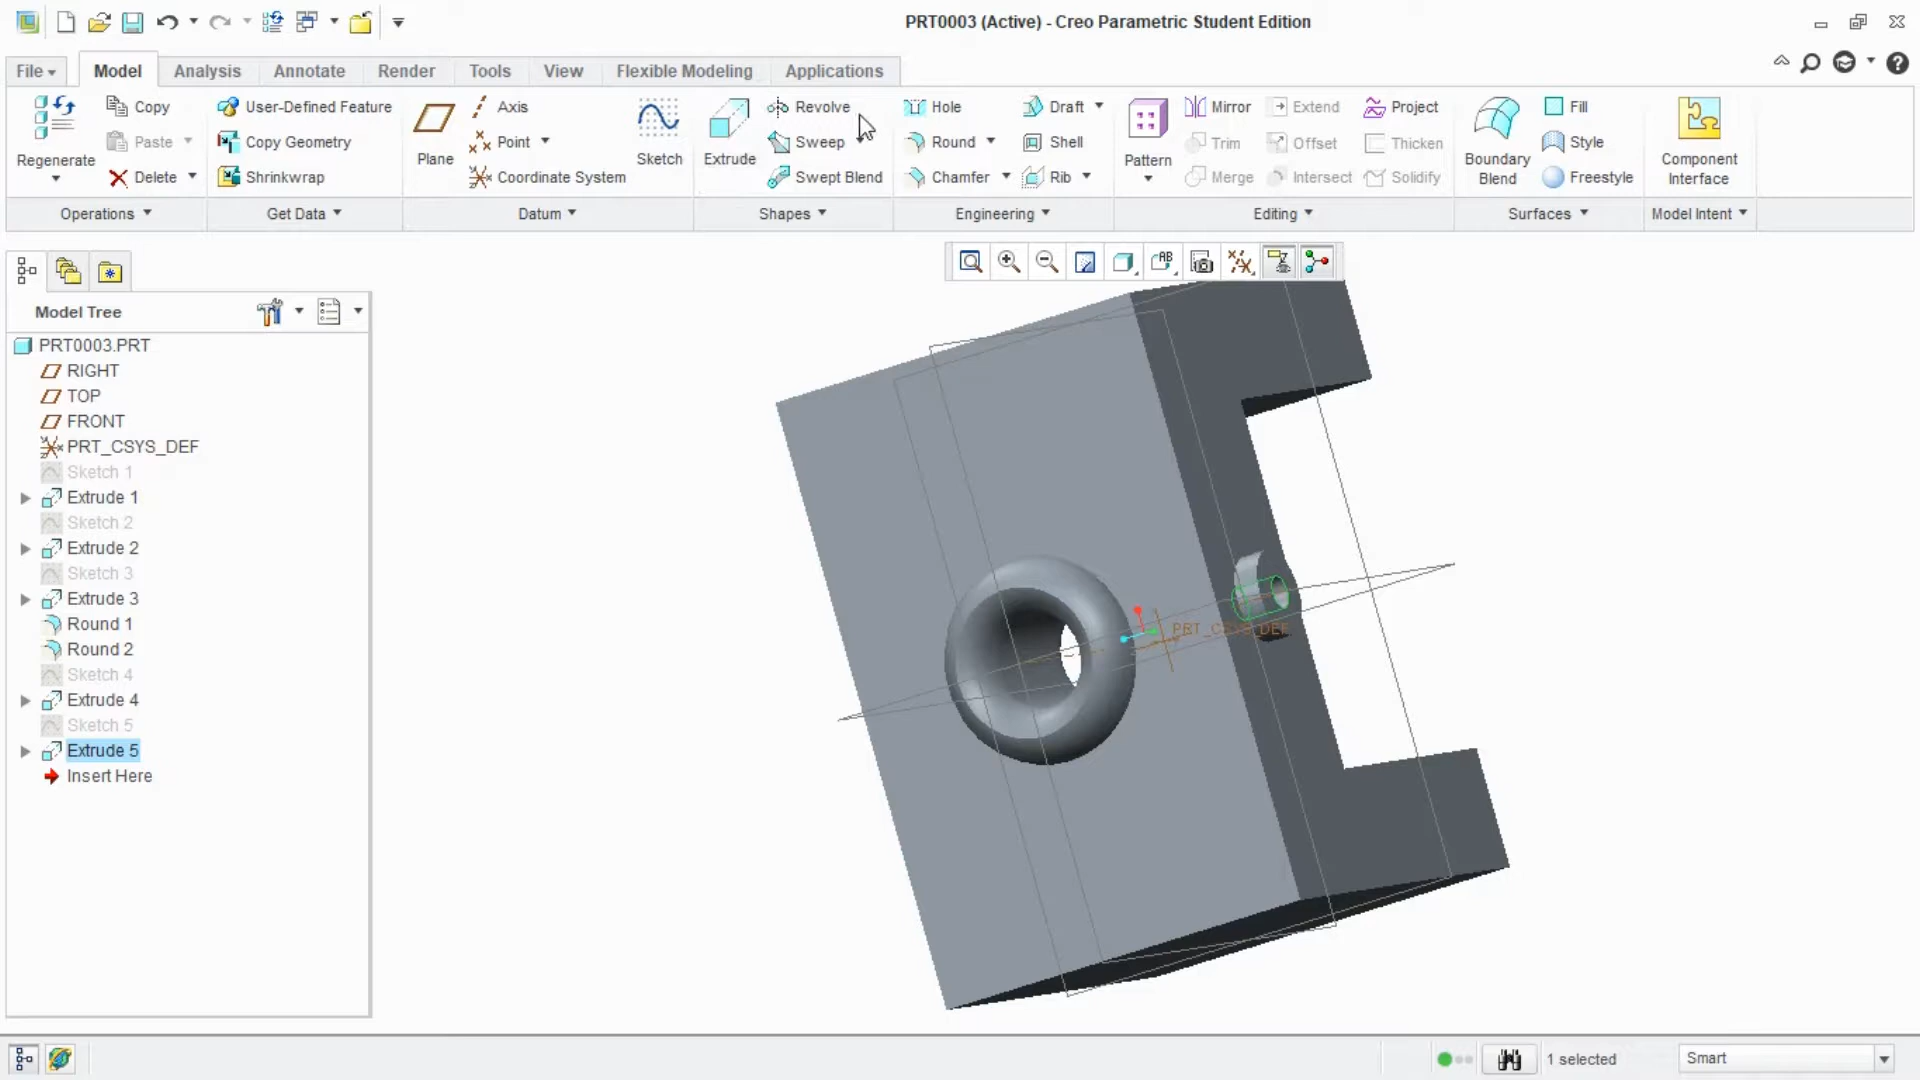 PRT0003 (Active) - Creo Parametric Student Edition
File Model Analysis Annotate Render Tools View Flexible Modeling Applications
Regenerate
Copy
Paste
Delete
Operations
User-Defined Feature
Copy Geometry
Shrinkwrap
Get Data
Plane
Axis
Point
Coordinate System
Datum
Sketch
Extrude
Revolve
Sweep
Swept Blend
Shapes
Hole
Round
Chamfer
Draft
Shell
Rib
Engineering
Pattern
Mirror
Trim
Merge
Extend
Offset
Intersect
Project
Thicken
Solidify
Editing
Boundary
Blend
Fill
Style
Freestyle
Surfaces
Component
Interface
Model Intent
AB
Model Tree
PRT0003.PRT
RIGHT
TOP
FRONT
PRT_CSYS_DEF
Sketch 1
Extrude 1
Sketch 2
Extrude 2
Sketch 3
Extrude 3
Round 1
Round 2
Sketch 4
Extrude 4
Sketch 5
Extrude 5
Insert Here
PRT_CSYS_DEF
1 selected
Smart